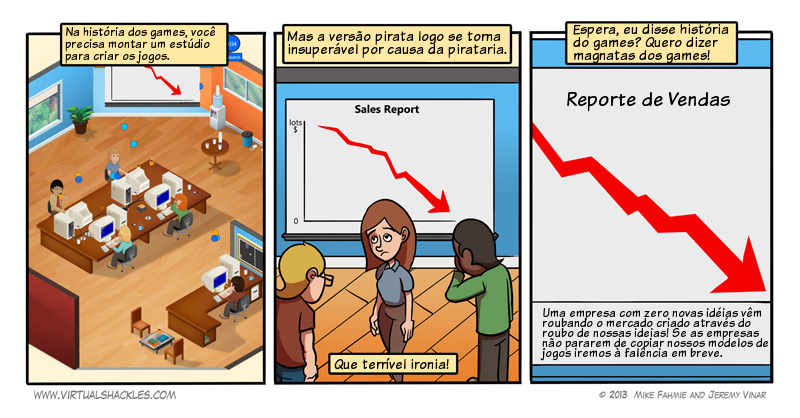 Na história dos games, você
precisa montar um estúdio
para criar os jogos.
Mas a versão pirata logo se torna
insuperável por causa da pirataria.
Sales Report
lots
$
0
Que terrível ironia!
Espera, eu disse história
do games? Quero dizer
magnatas dos games!
Reporte de Vendas
Uma empresa com zero novas idéias vêm
roubando o mercado criado através do
roubo de nossas ideias! Se as empresas
não pararem de copiar nossos modelos de
jogos iremos à falência em breve.
WWW.VIRTUALSHACKLES.COM
© 2013 MIKE FAHMIE AND JEREMY VINAR